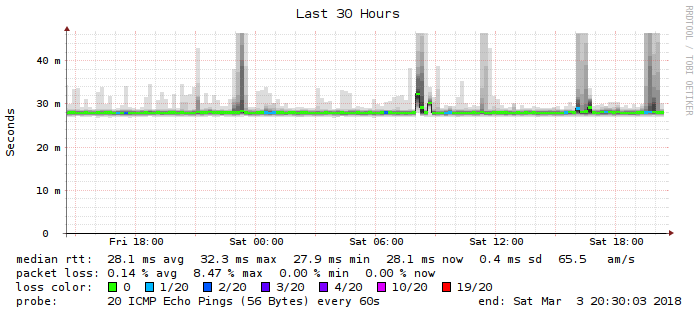 Last 30 Hours
RRDTOOL / TOBI OETIKER
Seconds
40 m
30 m
20 m
10 m
0
Fri 18:00 Sat 00:00 Sat 06:00 Sat 12:00 Sat 18:00
median rtt: 28.1 ms avg 32.3 ms max 27.9 ms min 28.1 ms now 0.4 ms sd 65.5 am/s
packet loss: 0.14 % avg 8.47 % max 0.00 % min 0.00 % now
loss color: 0 1/20 2/20 3/20 4/20 10/20 19/20
probe: 20 ICMP Echo Pings (56 Bytes) every 60s end: Sat Mar 3 20:30:03 2018